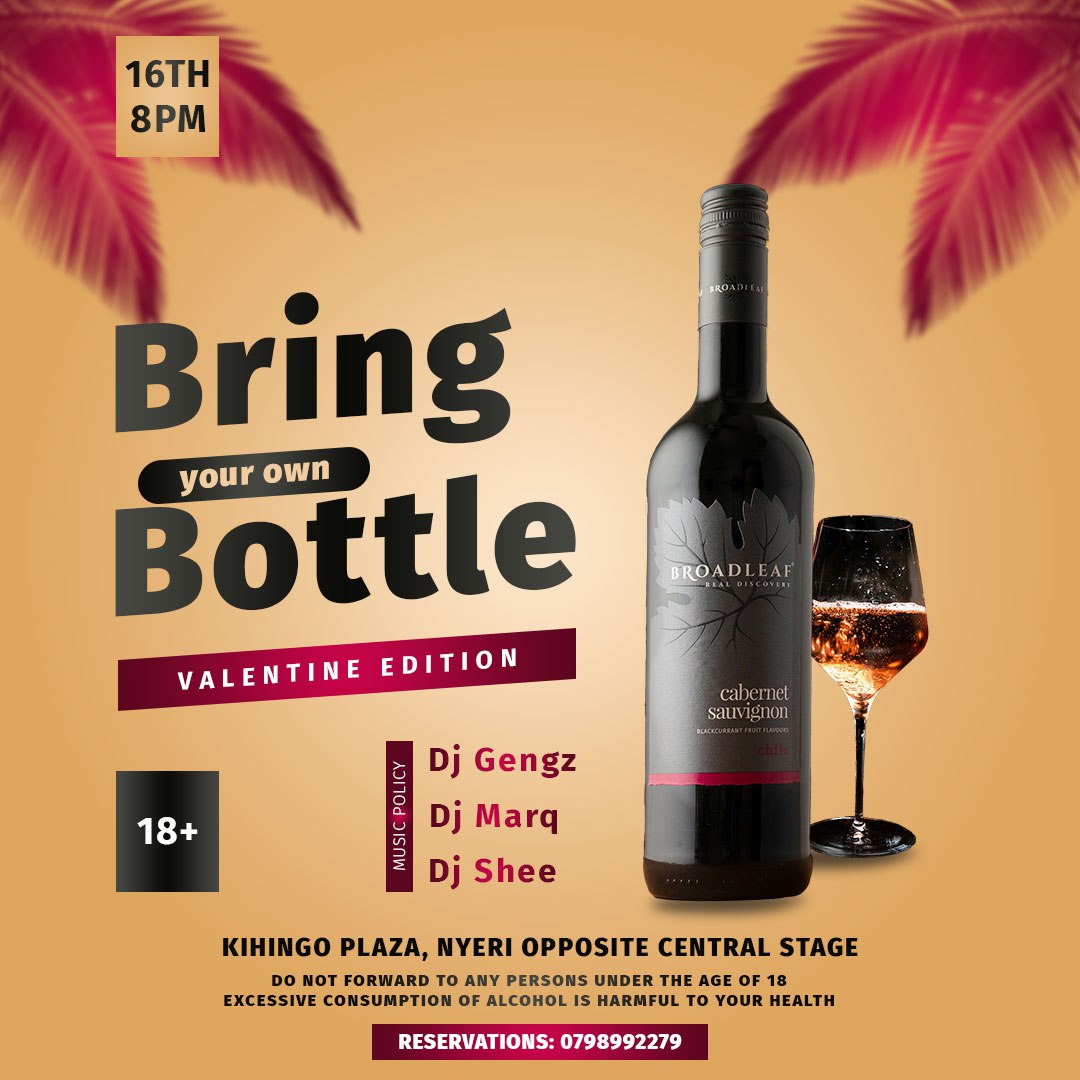 16TH
8PM
Bring
your own
Bottle
VALENTINE EDITION
18+
MUSIC POLICY
Dj Gengz
Dj Marq
Dj Shee
BROADLEAF
BROADLEAF
REAL DISCOVERY
cabernet
sauvignon
BLACKCURRANT FRUIT FLAVOURS
chile
KIHINGO PLAZA, NYERI OPPOSITE CENTRAL STAGE
DO NOT FORWARD TO ANY PERSONS UNDER THE AGE OF 18
EXCESSIVE CONSUMPTION OF ALCOHOL IS HARMFUL TO YOUR HEALTH
RESERVATIONS: 0798992279